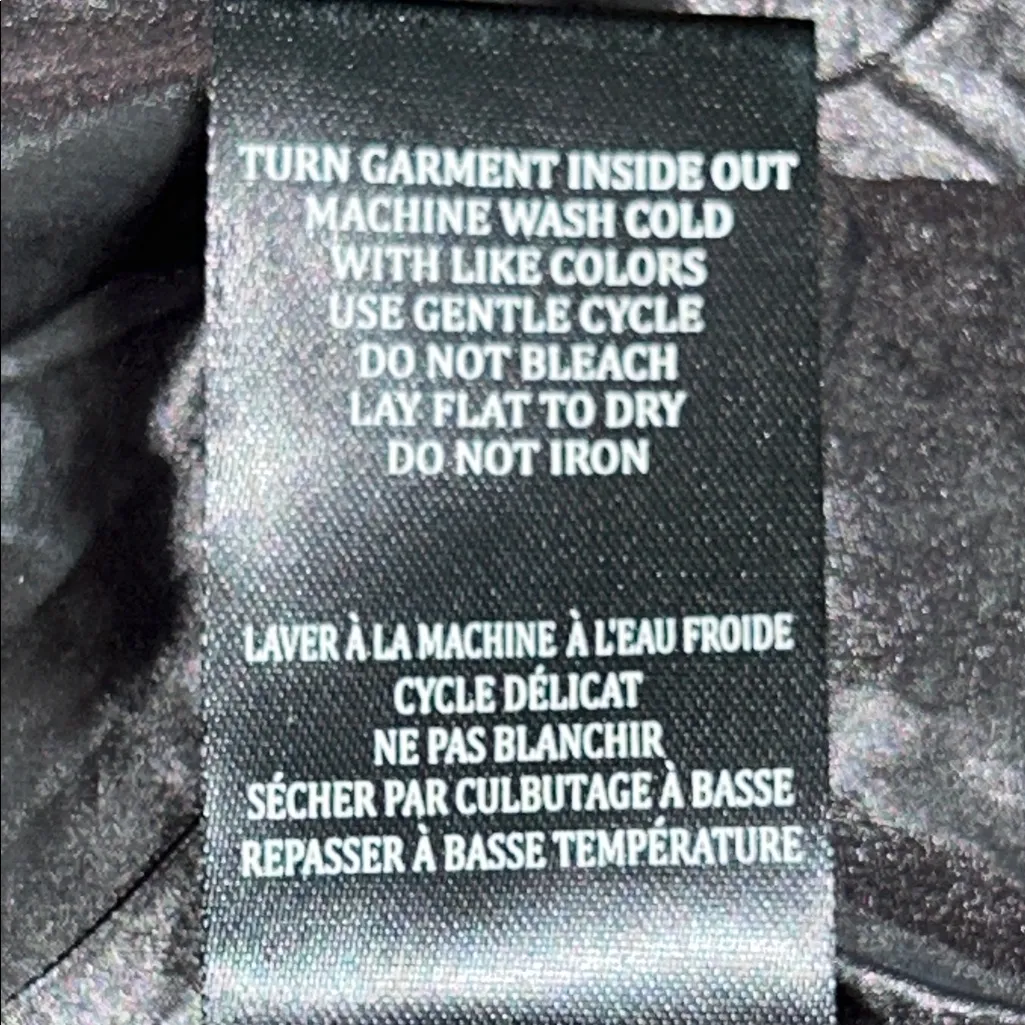 TURN GARMENT INSIDE OUT
MACHINE WASH COLD
WITH LIKE COLORS
USE GENTLE CYCLE
DO NOT BLEACH
LAY FLAT TO DRY
DO NOT IRON
LAVER À LA MACHINE À L'EAU FROIDE
CYCLE DÉLICAT
NE PAS BLANCHIR
SÉCHER PAR CULBUTAGE À BASSE
REPASSER À BASSE TEMPÉRATURE